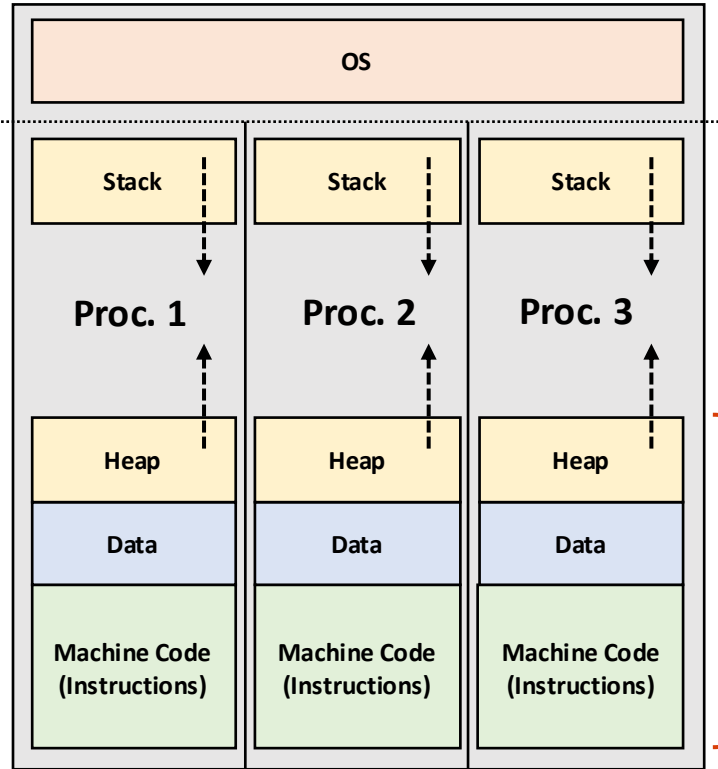 OS
Stack
Stack
Stack
Proc. 1
Proc. 2
Proc. 3
Heap
Heap
Heap
Data
Data
Data
Machine Code
(Instructions)
Machine Code
(Instructions)
Machine Code
(Instructions)